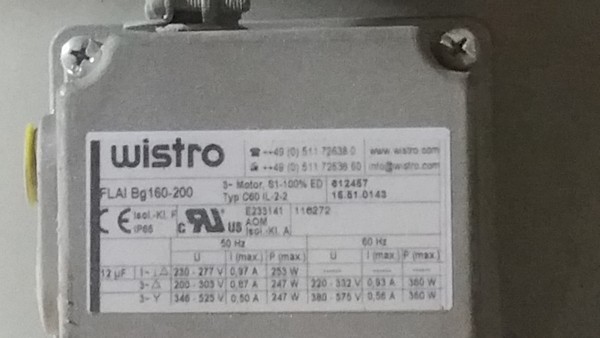 wistro
☎ ++49 (0) 511 72638 0 www.wistro.com
++49 (0) 511 72638 60 info@wistro.com
FLAI Bg160-200 3~ Motor, S1-100% ED 612457
Typ C60 IL-2-2 15.51.0143
CE Isol.-Kl. F c US E233141 116272
IP66 AOM
Isol.-Kl. A
50 Hz 60 Hz
U I (max.) P (max.) U I (max.) P (max.)
12 µF 1~ ⊥△ 230 - 277 V 0,97 A 253 W —— —— ——
3~ △ 200 - 303 V 0,87 A 247 W 220 - 332 V 0,93 A 360 W
3~ Y 346 - 525 V 0,50 A 247 W 380 - 575 V 0,56 A 360 W